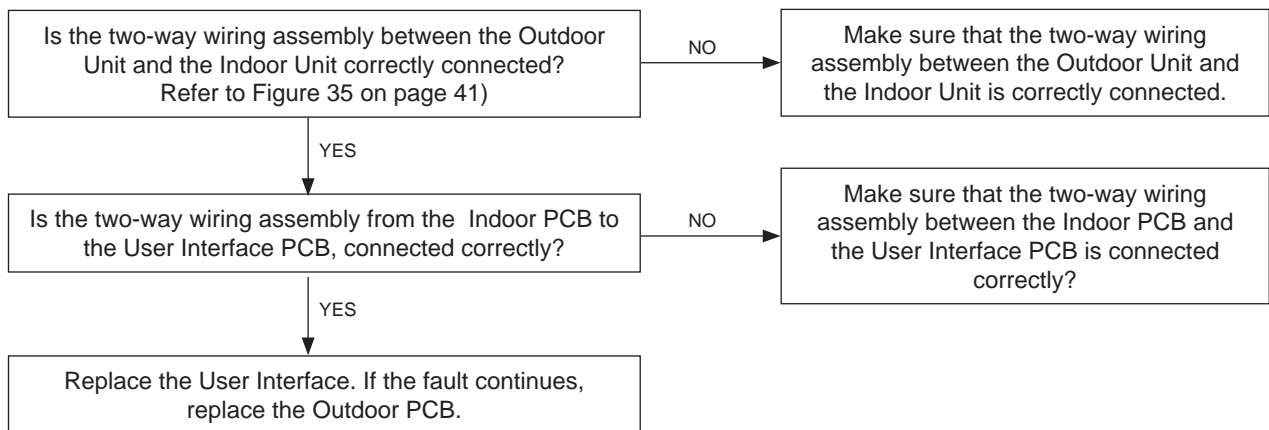 Is the two-way wiring assembly between the Outdoor
Unit and the Indoor Unit correctly connected?
Refer to Figure 35 on page 41)
NO
Make sure that the two-way wiring
assembly between the Outdoor Unit and
the Indoor Unit is correctly connected.
YES
Is the two-way wiring assembly from the Indoor PCB to
the User Interface PCB, connected correctly?
NO
Make sure that the two-way wiring
assembly between the Indoor PCB and
the User Interface PCB is connected
correctly?
YES
Replace the User Interface. If the fault continues,
replace the Outdoor PCB.